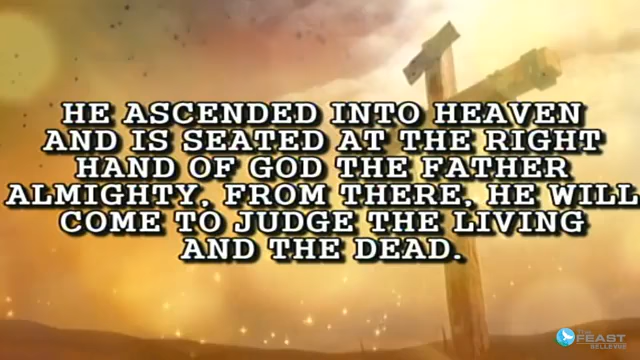 HE ASCENDED INTO HEAVEN
AND IS SEATED AT THE RIGHT
HAND OF GOD THE FATHER
ALMIGHTY. FROM THERE, HE WILL
COME TO JUDGE THE LIVING
AND THE DEAD.
The
FEAST
BELLEVUE